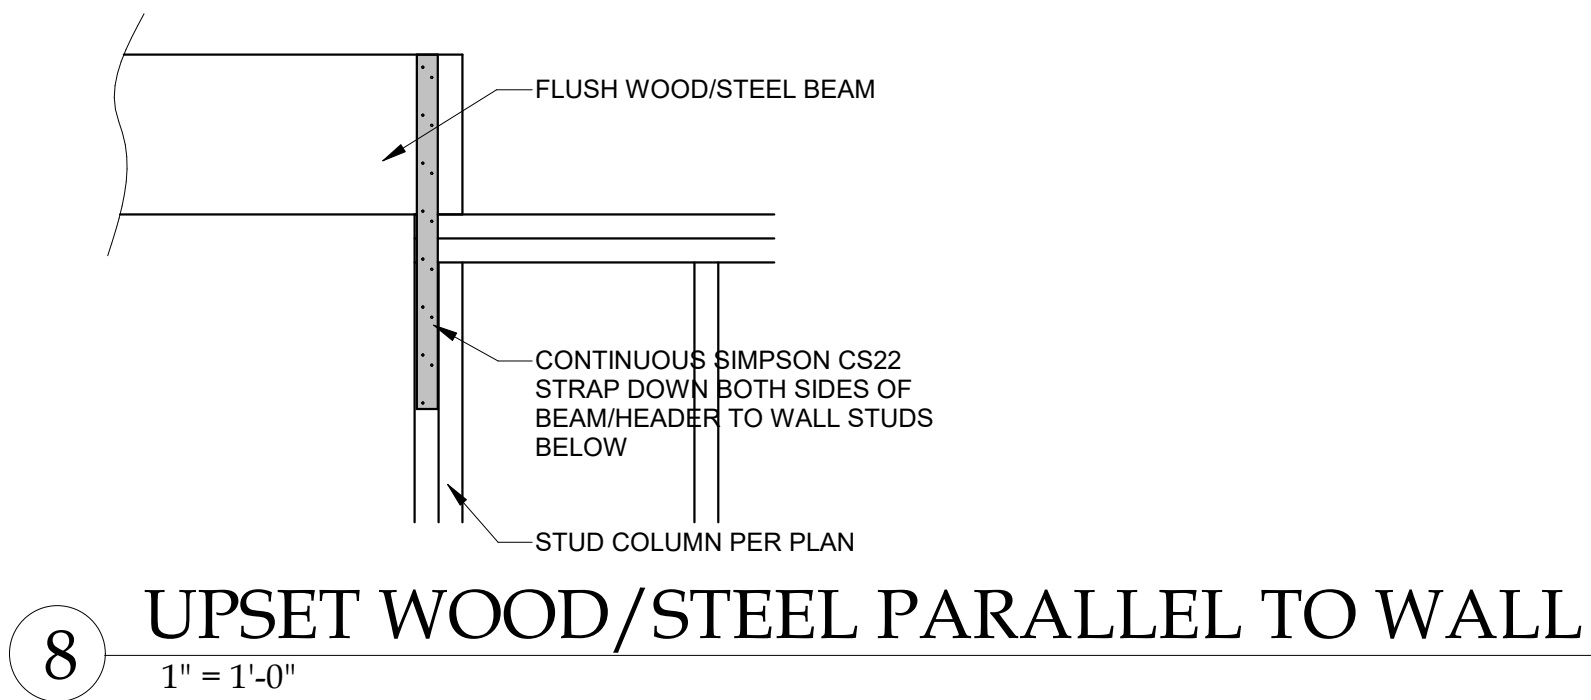 FLUSH WOOD/STEEL BEAM
CONTINUOUS SIMPSON CS22
STRAP DOWN BOTH SIDES OF
BEAM/HEADER TO WALL STUDS
BELOW
STUD COLUMN PER PLAN
8
UPSET WOOD/STEEL PARALLEL TO WALL
1" = 1'-0"